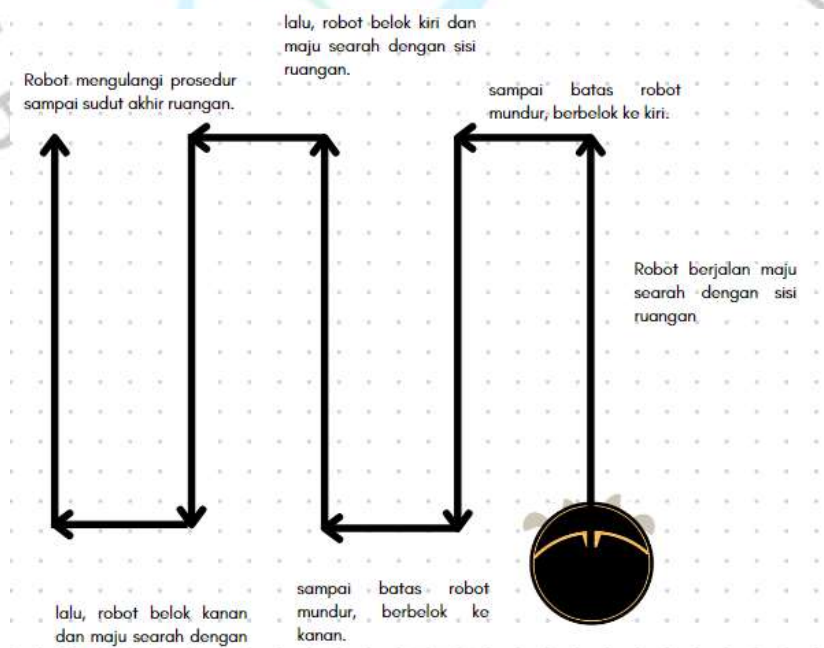 lalu, robot belok kiri dan
maju searah dengan sisi
ruangan.
Robot mengulangi prosedur
sampai sudut akhir ruangan.
sampai batas robot
mundur, berbelok ke kiri.
Robot berjalan maju
searah dengan sisi
ruangan
sampai batas robot
mundur, berbelok ke
kanan.
lalu, robot belok kanan
dan maju searah dengan